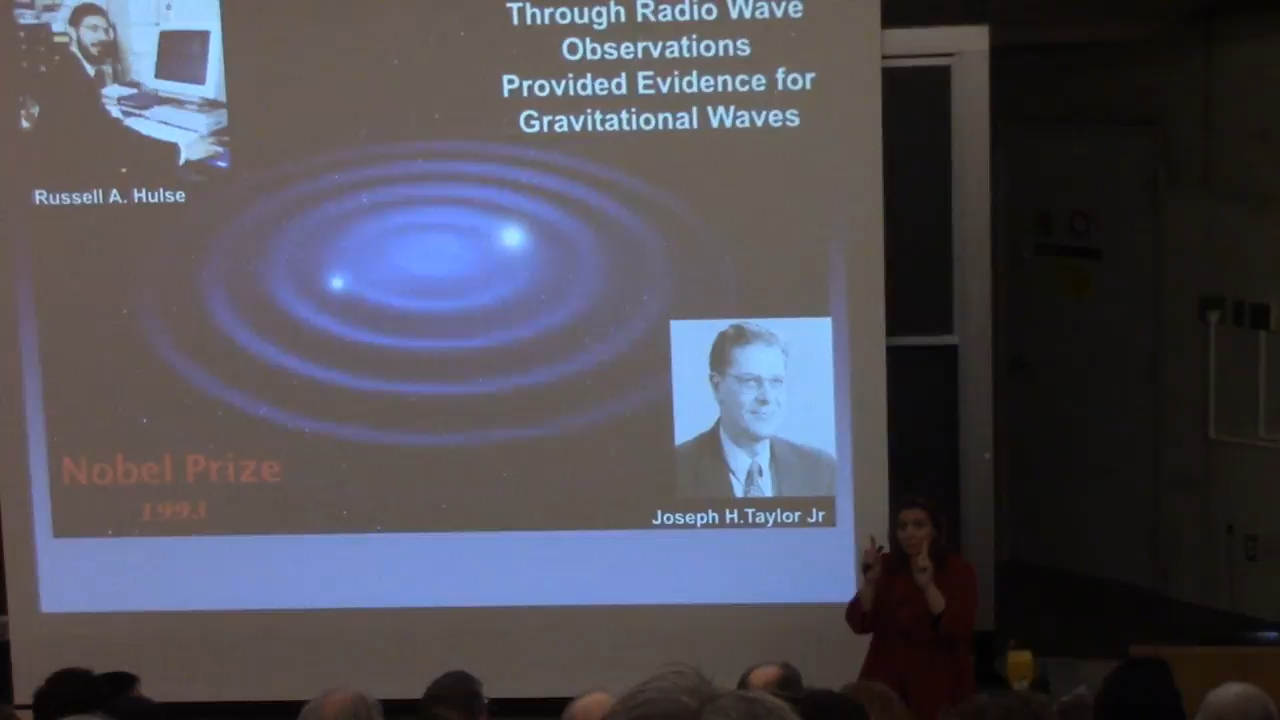 Through Radio Wave
Observations
Provided Evidence for
Gravitational Waves
Russell A. Hulse
Nobel Prize
1993
Joseph H.Taylor Jr